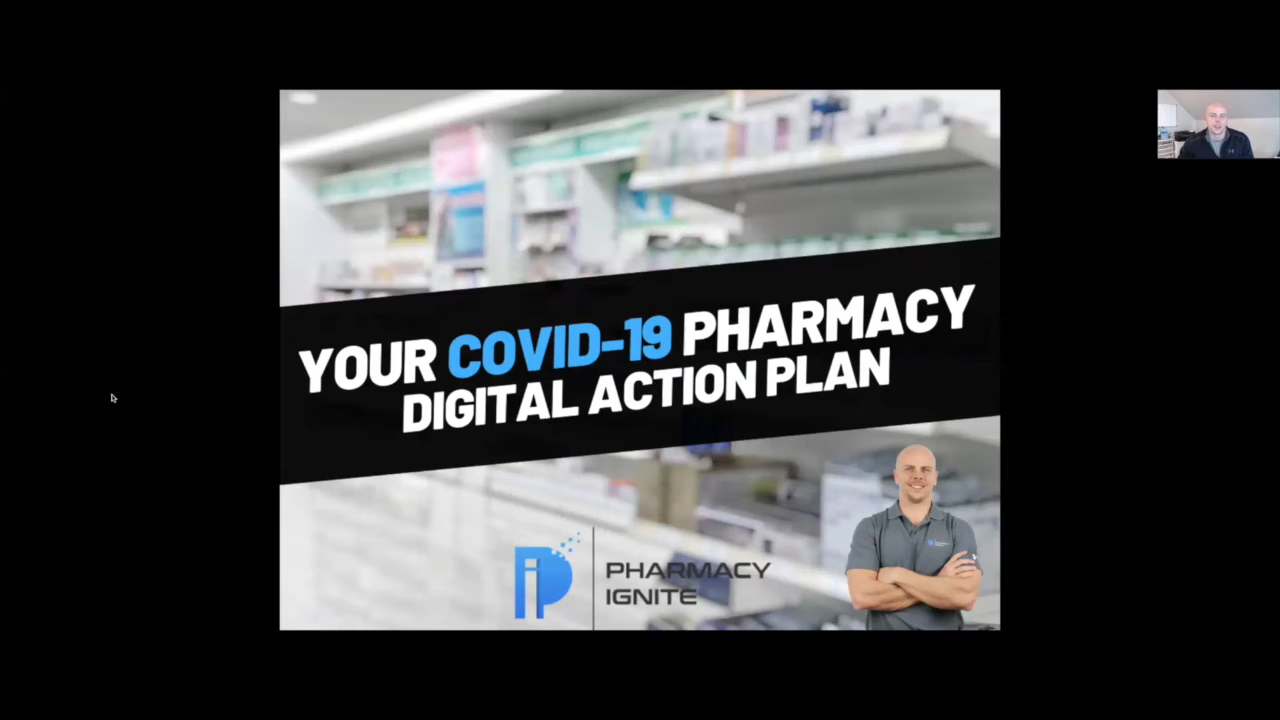 YOUR COVID-19 PHARMACY
DIGITAL ACTION PLAN
PHARMACY
IGNITE